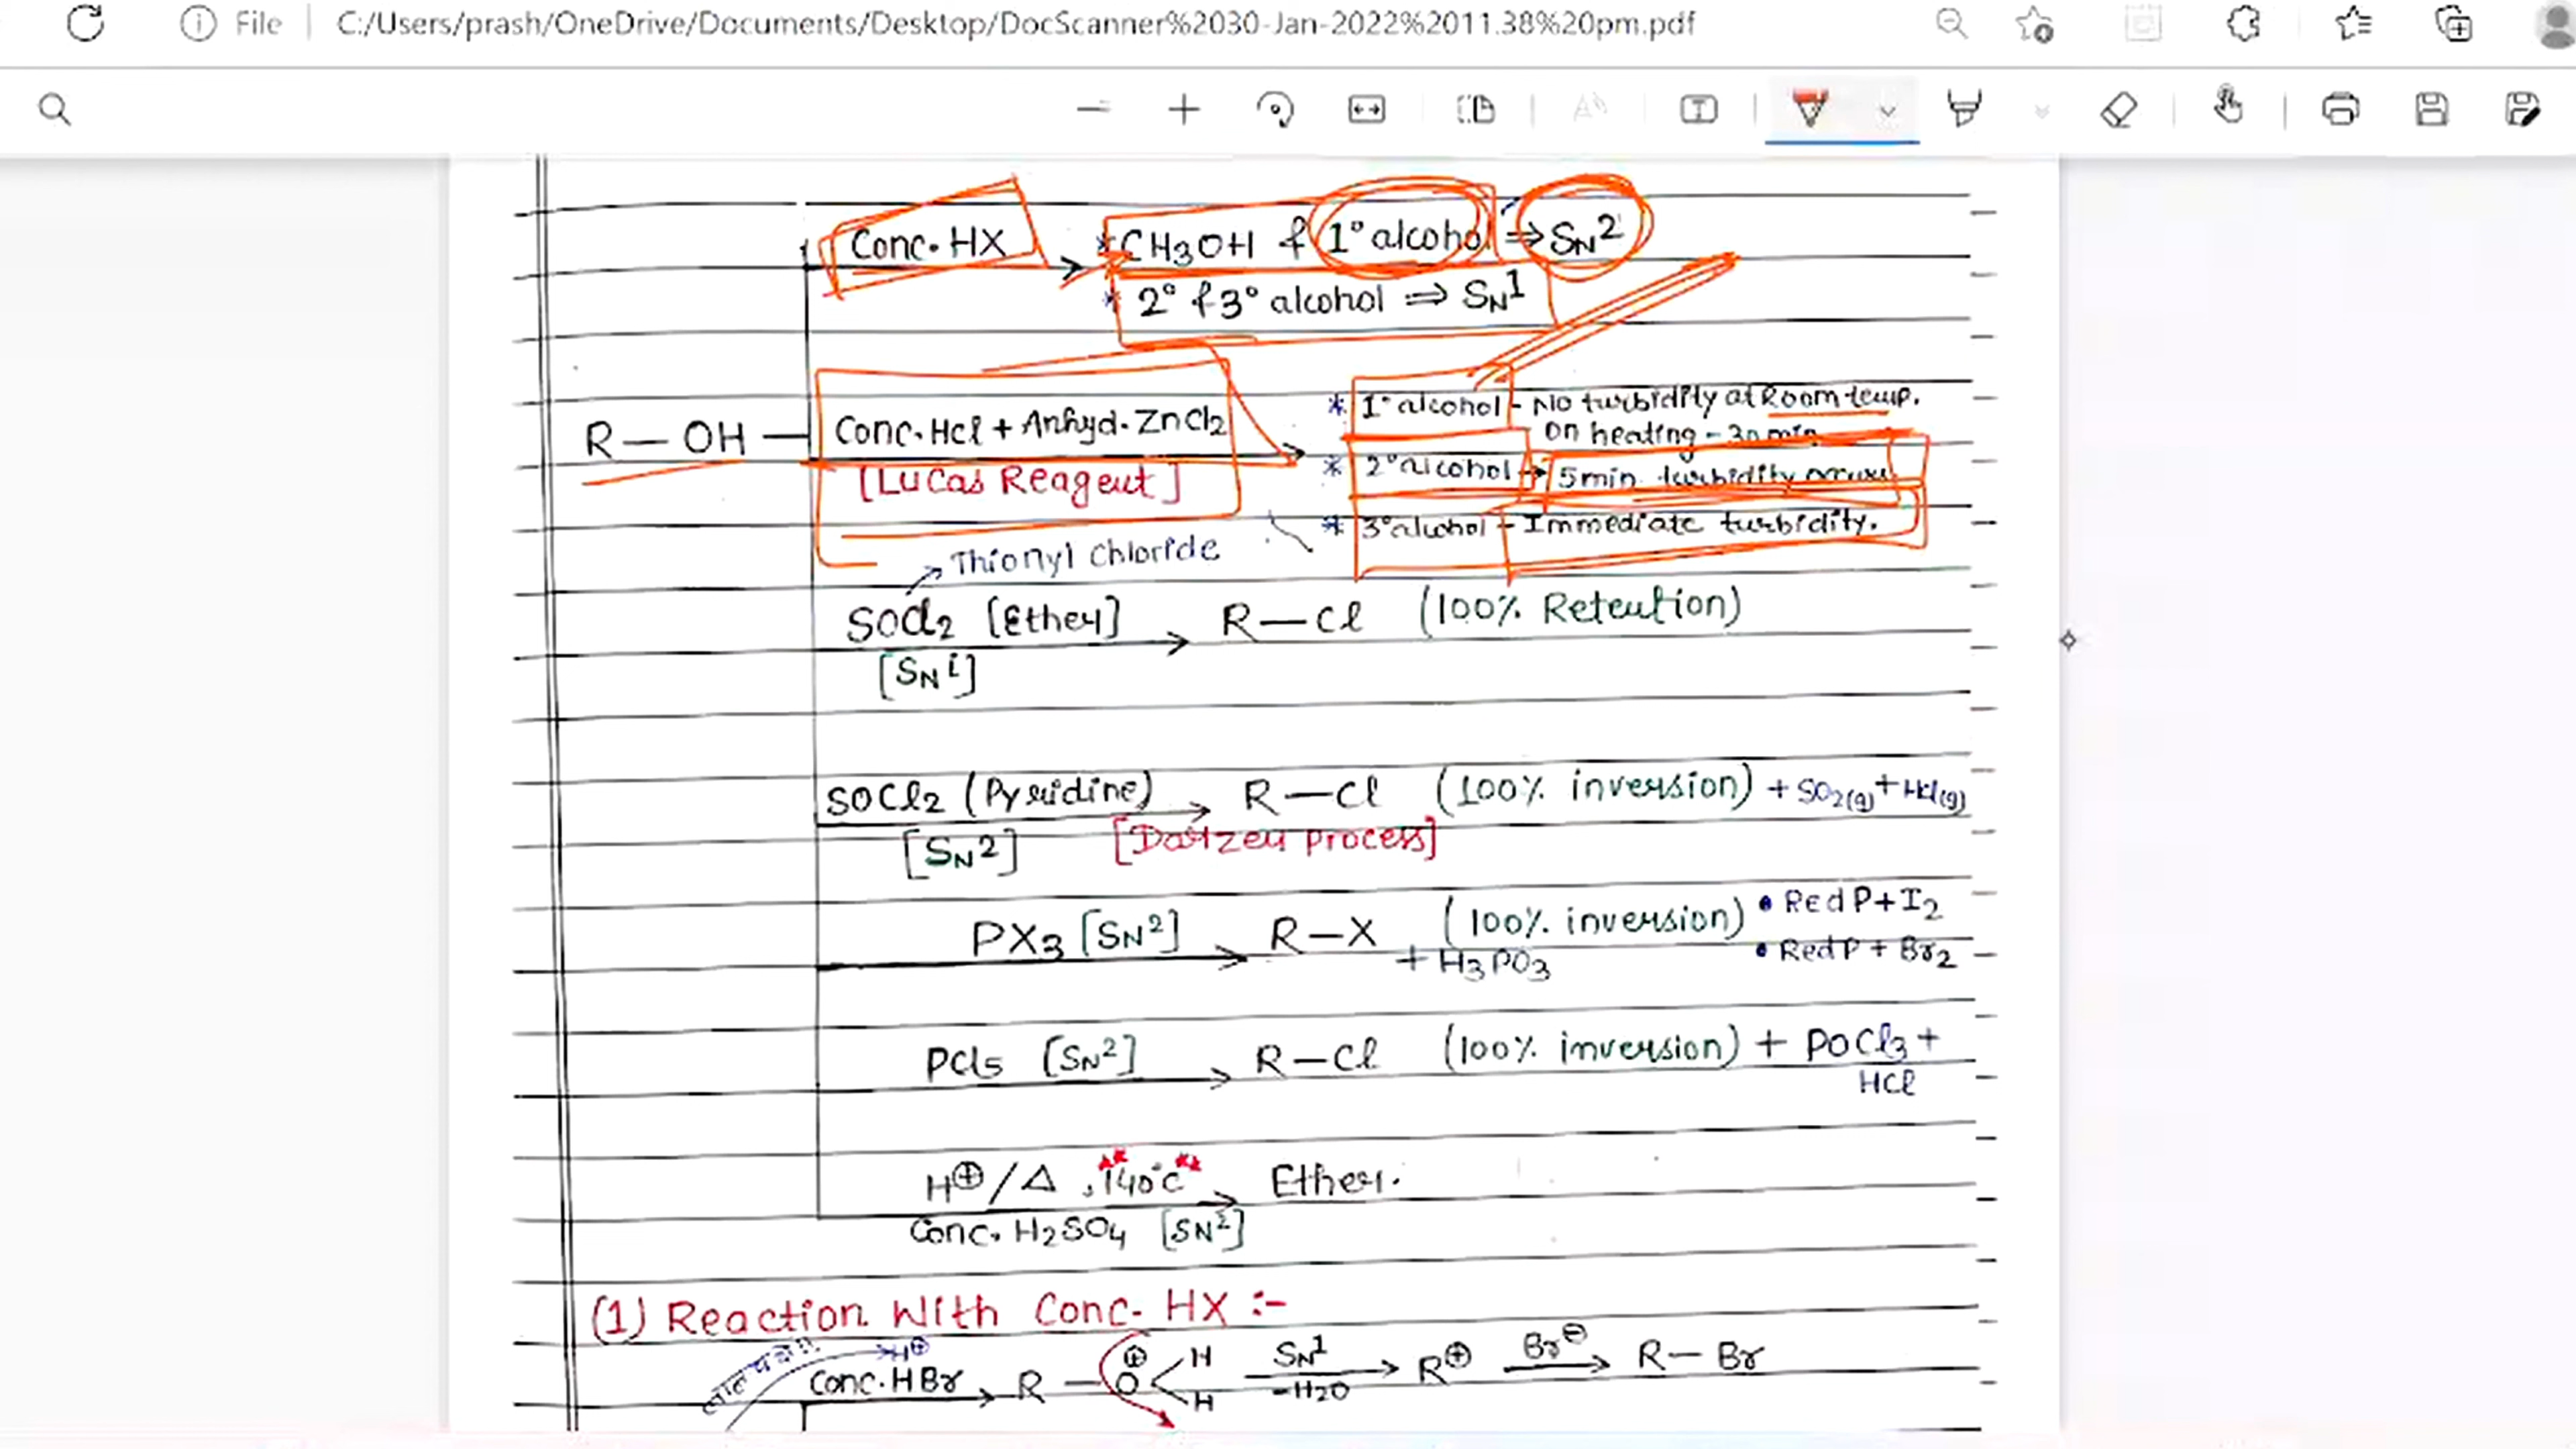 File C:/Users/prash/OneDrive/Documents/Desktop/DocScanner%2030-Jan-2022%2011.38%20pm.pdf
Conc. HX * CH3OH & 1° alcohol ⇒ SN2
* 2° & 3° alcohol ⇒ SN1
R — OH — Conc. HCl + Anhyd. ZnCl2
[Lucas Reagent]
* 1° alcohol - No turbidity at Room temp.
On heating - 30 min
* 2° alcohol → 5 min turbidity occurs
* 3° alcohol - Immediate turbidity.
→ Thionyl Chloride
SOCl2 [Ether] → R—Cl (100% Retention)
[SNi]
SOCl2 (Pyridine) → R—Cl (100% inversion) + SO2(g) + HCl(g)
[SN2] [Darzen process]
PX3 [SN2] → R—X (100% inversion) • Red P + I2
+ H3PO3 • Red P + Br2
PCl5 [SN2] → R—Cl (100% inversion) + POCl3 +
HCl
H⊕ / Δ , 140°C → Ether.
Conc. H2SO4 [SN2]
(1) Reaction With Conc. HX :-
H⊕
Conc. HBr → R — O⊕ H H SN1 -H2O → R⊕ Br⊖ → R — Br